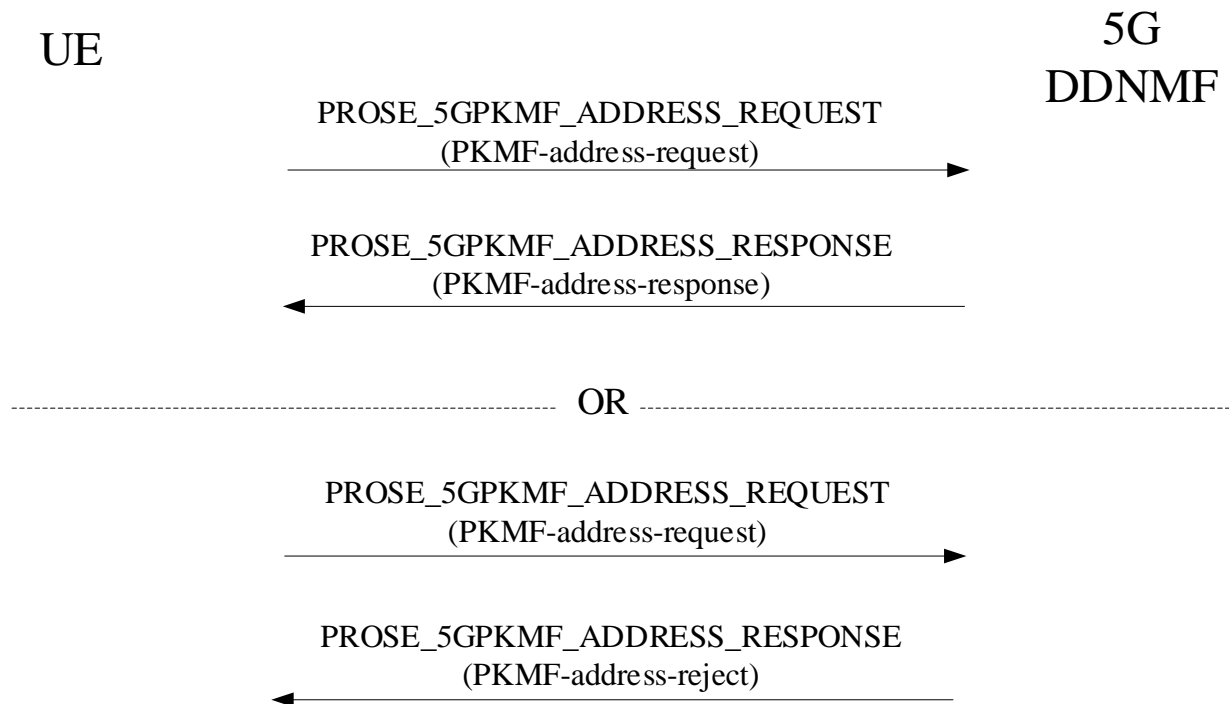 UE
5G
DDNMF
PROSE_5GPKMF_ADDRESS_REQUEST
(PKMF-address-request)
PROSE_5GPKMF_ADDRESS_RESPONSE
(PKMF-address-response)
OR
PROSE_5GPKMF_ADDRESS_REQUEST
(PKMF-address-request)
PROSE_5GPKMF_ADDRESS_RESPONSE
(PKMF-address-reject)